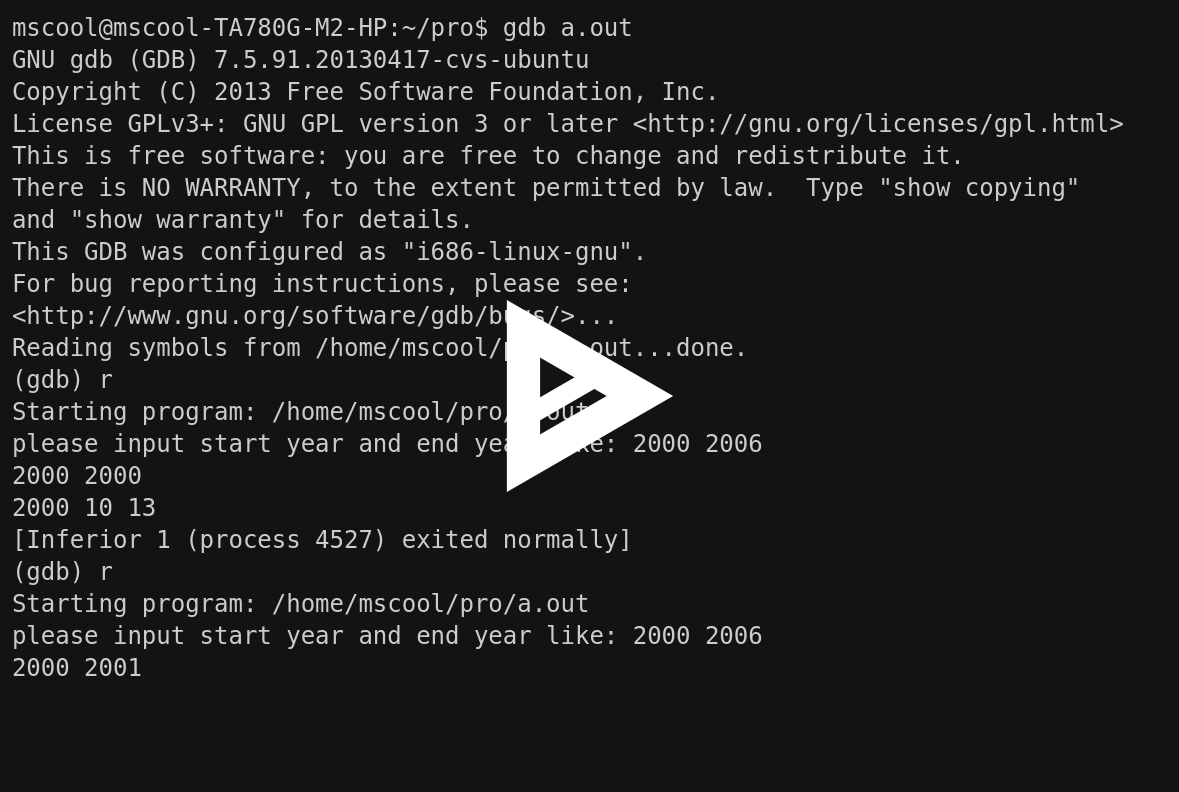 mscool@mscool-TA780G-M2-HP:~/pro$ gdb a.out
GNU gdb (GDB) 7.5.91.20130417-cvs-ubuntu
Copyright (C) 2013 Free Software Foundation, Inc.
License GPLv3+: GNU GPL version 3 or later <http://gnu.org/licenses/gpl.html>
This is free software: you are free to change and redistribute it.
There is NO WARRANTY, to the extent permitted by law.  Type "show copying"
and "show warranty" for details.
This GDB was configured as "i686-linux-gnu".
For bug reporting instructions, please see:
<http://www.gnu.org/software/gdb/bugs/>...
Reading symbols from /home/mscool/pro/a.out...done.
(gdb) r
Starting program: /home/mscool/pro/a.out
please input start year and end year like: 2000 2006
2000 2000
2000 10 13
[Inferior 1 (process 4527) exited normally]
(gdb) r
Starting program: /home/mscool/pro/a.out
please input start year and end year like: 2000 2006
2000 2001